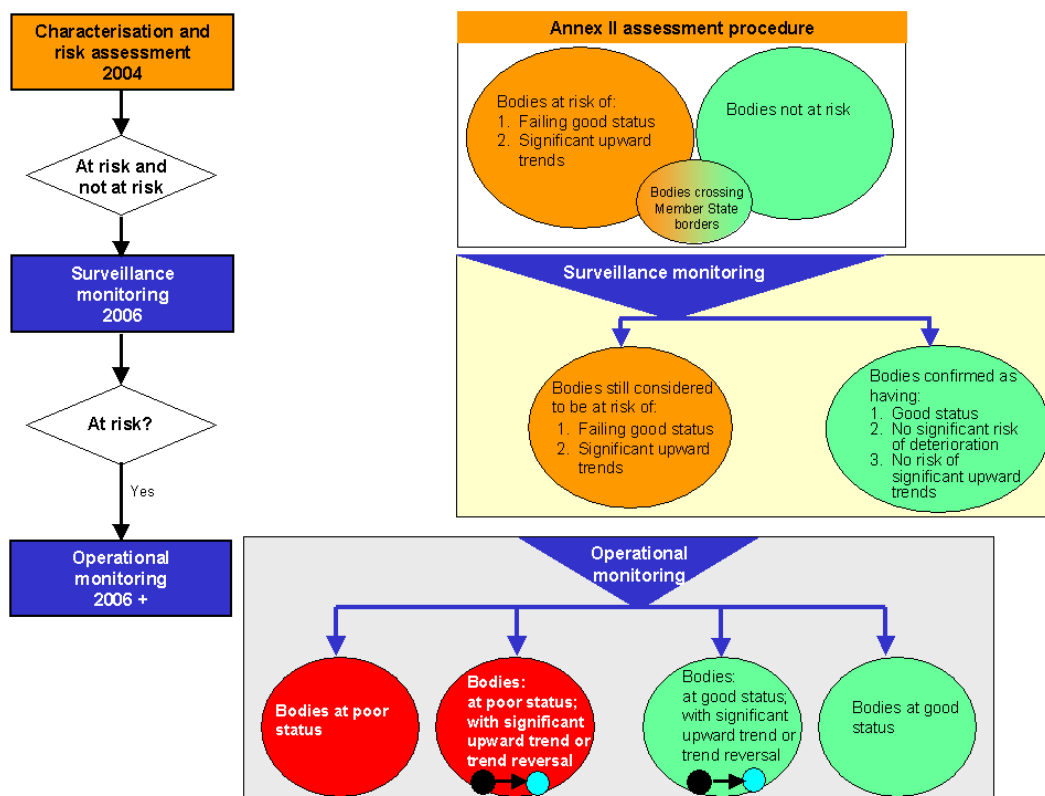 Characterisation and
risk assessment
2004
At risk and
not at risk
Surveillance
monitoring
2006
At risk?
Yes
Operational
monitoring
2006 +
Annex II assessment procedure
Bodies at risk of:
1. Failing good status
2. Significant upward
trends
Bodies not at risk
Bodies crossing
Member State
borders
Surveillance monitoring
Bodies still considered
to be at risk of:
1. Failing good status
2. Significant upward
trends
Bodies confirmed as
having:
1. Good status
2. No significant risk
of deterioration
3. No risk of
significant upward
trends
Operational
monitoring
Bodies at poor
status
Bodies:
at poor status;
with significant
upward trend or
trend reversal
Bodies:
at good status;
with significant
upward trend or
trend reversal
Bodies at good
status